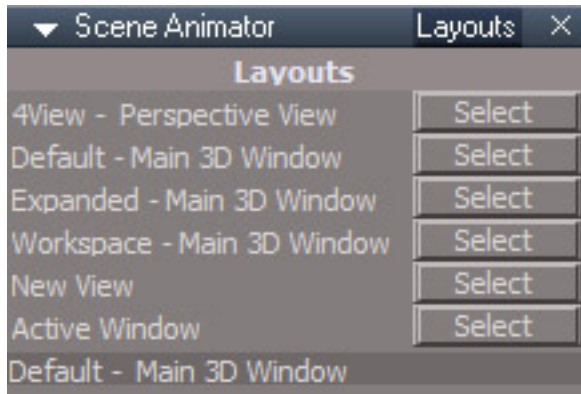 Scene Animator Layouts ×
Layouts
4View - Perspective View Select
Default - Main 3D Window Select
Expanded - Main 3D Window Select
Workspace - Main 3D Window Select
New View Select
Active Window Select
Default - Main 3D Window